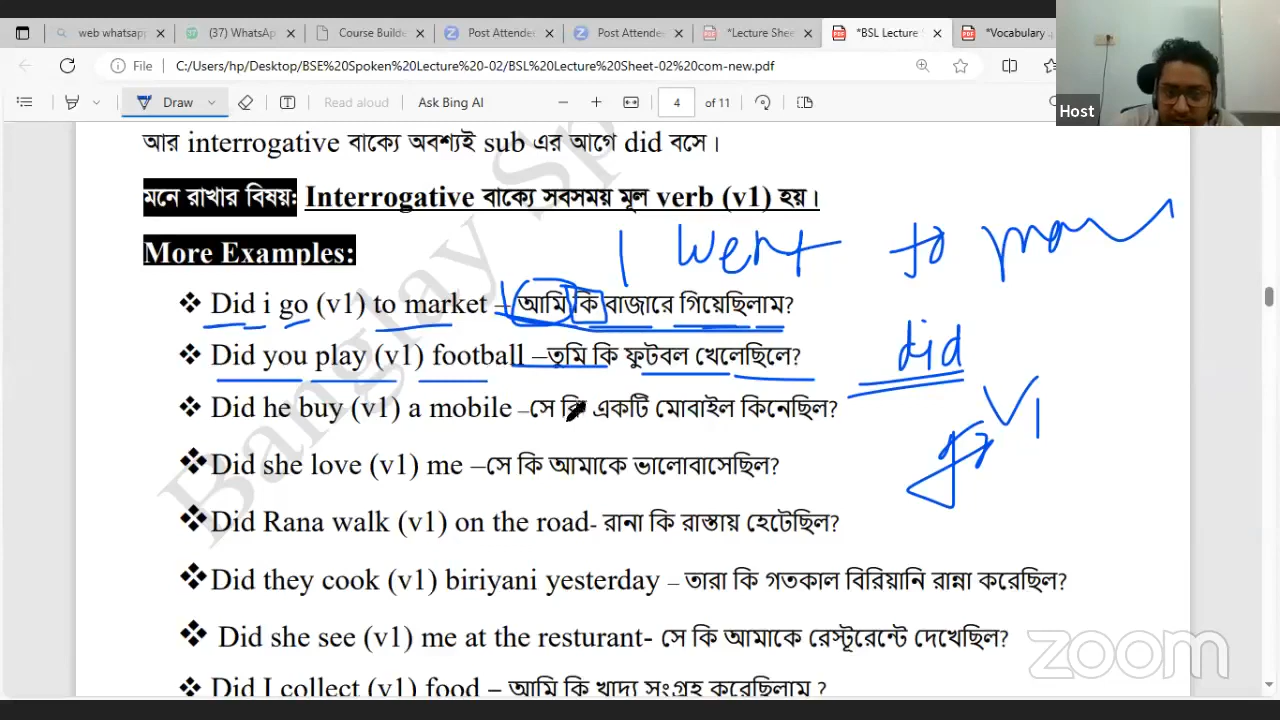 web whatsapp
(37) WhatsAp
Course Builde
Post Attende
Post Attende
*Lecture Shee
*BSL Lecture
*Vocabulary
File
C:/Users/hp/Desktop/BSE%20Spoken%20Lecture%20-02/BSL%20Lecture%20Sheet-02%20com-new.pdf
Draw
Read aloud
Ask Bing AI
4
of 11
Host
আর interrogative বাক্যে অবশ্যই sub এর আগে did বসে।
মনে রাখার বিষয়: Interrogative বাক্যে সবসময় মূল verb (v1) হয়।
I went to
More Examples:
❖ Did i go (v1) to market – আমি কি বাজারে গিয়েছিলাম?
❖ Did you play (v1) football –তুমি কি ফুটবল খেলেছিলে?
did
❖ Did he buy (v1) a mobile –সে কি একটি মোবাইল কিনেছিল?
V1
❖ Did she love (v1) me –সে কি আমাকে ভালোবাসেছিল?
❖ Did Rana walk (v1) on the road- রানা কি রাস্তায় হেটেছিল?
❖ Did they cook (v1) biriyani yesterday – তারা কি গতকাল বিরিয়ানি রান্না করেছিল?
❖ Did she see (v1) me at the resturant- সে কি আমাকে রেস্টূরেন্টে দেখেছিল?
❖ Did I collect (v1) food – আমি কি খাদ্য সংগ্রহ করেছিলাম ?
Banglay Sp
zoom